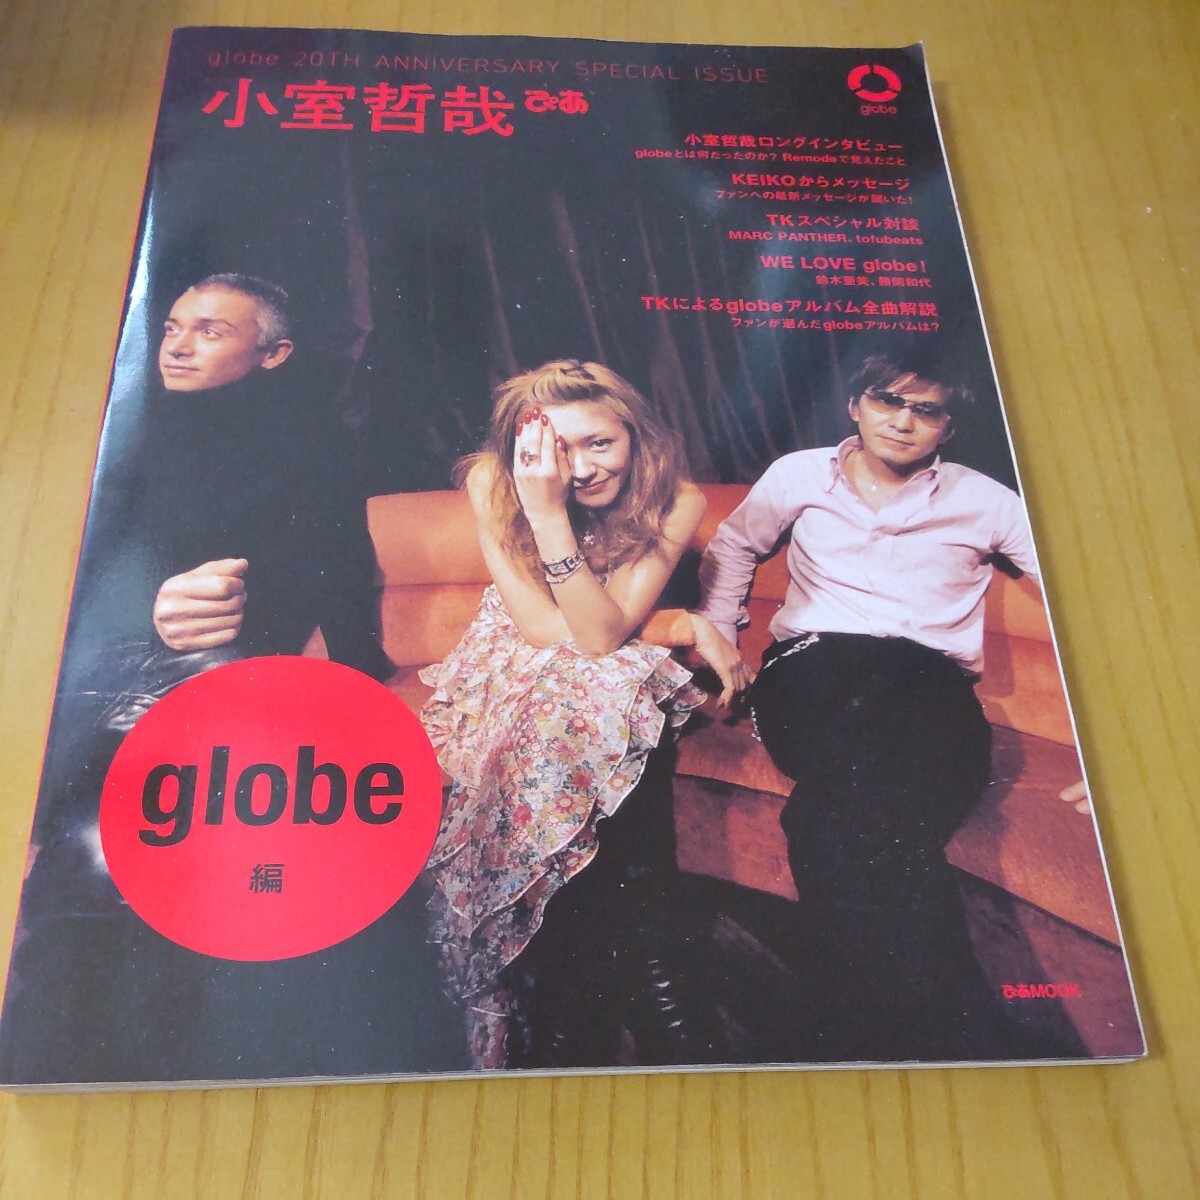 globe 20TH ANNIVERSARY SPECIAL ISSUE
小室哲哉ぴあ
globe
小室哲哉ロングインタビュー
globeとは何だったのか? Remodeで見えたこと
KEIKOからメッセージ
ファンへの最新メッセージが届いた!
TKスペシャル対談
MARC PANTHER、tofubeats
WE LOVE globe!
鈴木亜美、勝間和代
TKによるglobeアルバム全曲解説
ファンが選んだglobeアルバムは?
globe
編
ぴあMOOK